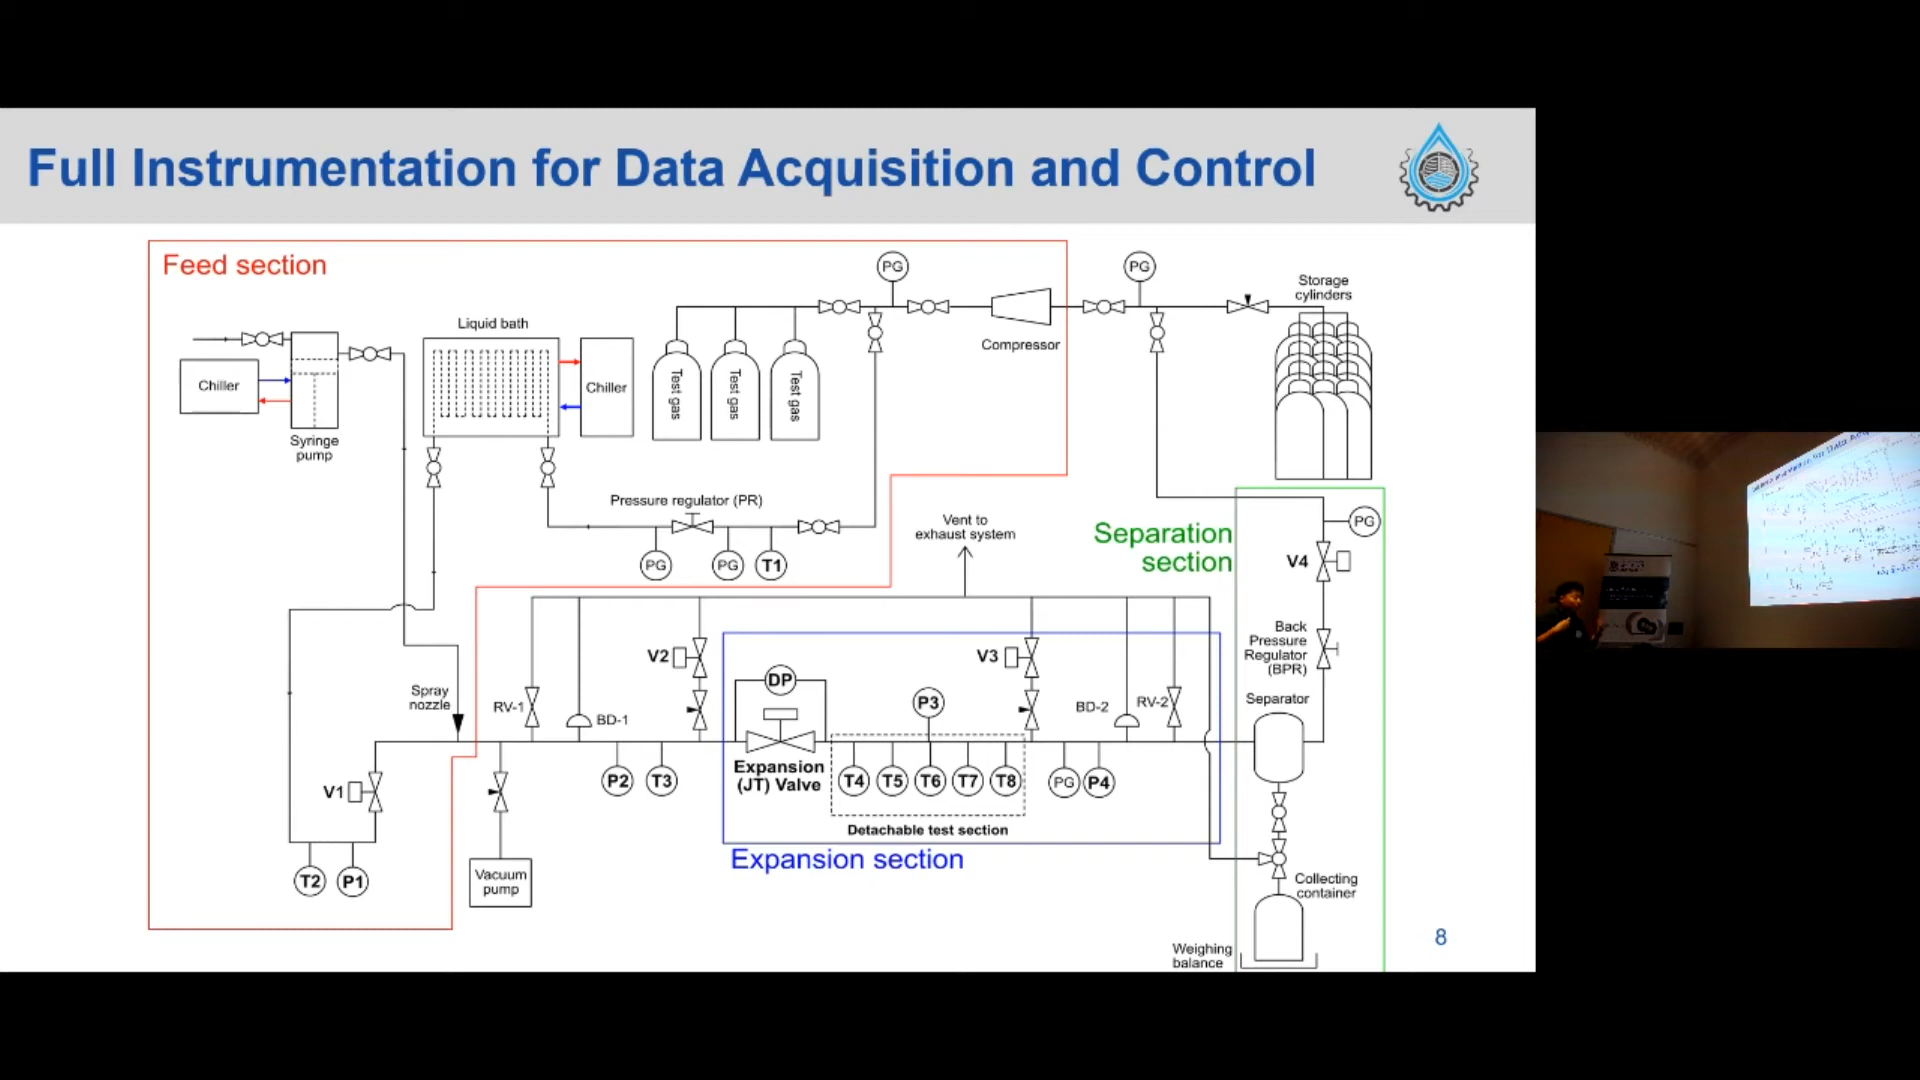 Full Instrumentation for Data Acquisition and Control
Feed section
PG
PG
Storage
cylinders
Liquid bath
Compressor
Chiller
Chiller
Test gas
Test gas
Test gas
Syringe
pump
Pressure regulator (PR)
PG
PG
T1
Vent to
exhaust system
Separation
section
PG
V4
Back
Pressure
Regulator
(BPR)
V2
V3
DP
Spray
nozzle
RV-1
BD-1
P3
BD-2
RV-2
Separator
Expansion
(JT) Valve
P2
T3
T4
T5
T6
T7
T8
PG
P4
V1
Detachable test section
Expansion section
T2
P1
Vacuum
pump
Collecting
container
Weighing
balance
8